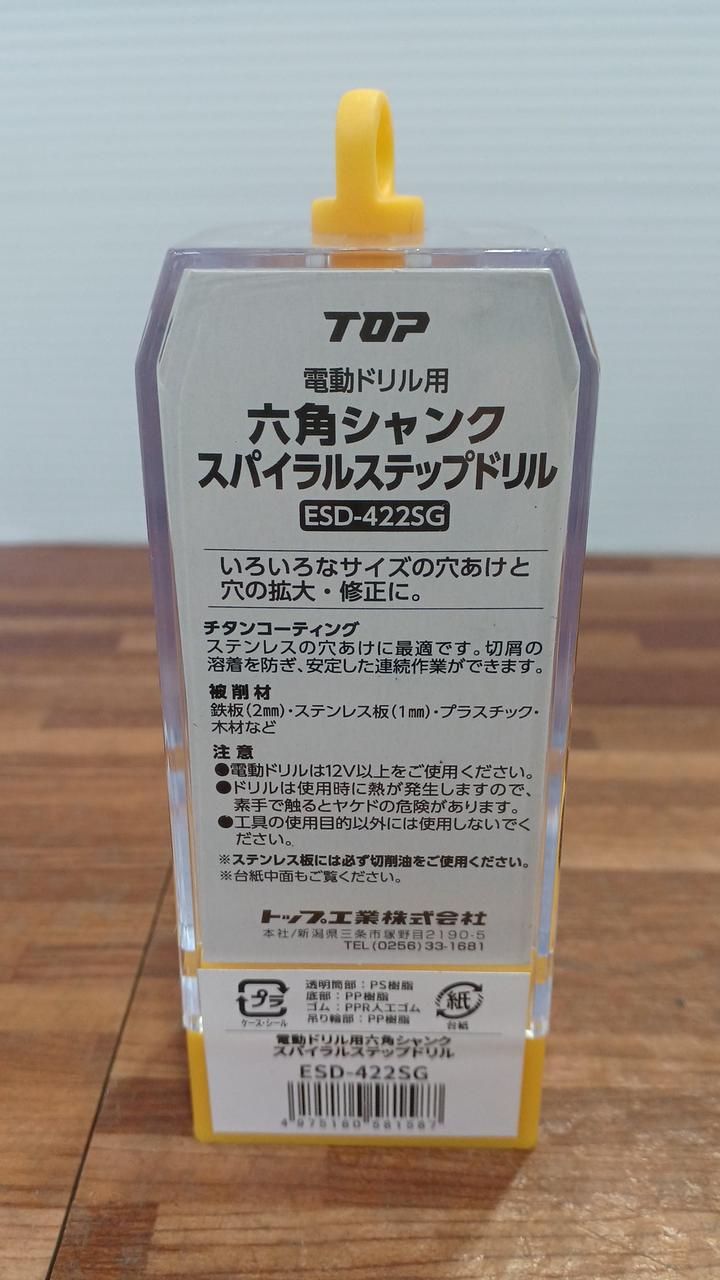 TOP
電動ドリル用
六角シャンク
スパイラルステップドリル
ESD-422SG
いろいろなサイズの穴あけと
穴の拡大・修正に。
チタンコーティング
ステンレスの穴あけに最適です。切屑の
溶着を防ぎ、安定した連続作業ができます。
被削材
鉄板(2㎜)・ステンレス板(1㎜)・プラスチック・
木材など
注意
●電動ドリルは12V以上をご使用ください。
●ドリルは使用時に熱が発生しますので、
素手で触るとヤケドの危険があります。
●工具の使用目的以外には使用しないでく
ださい。
※ステンレス板には必ず切削油をご使用ください。
※台紙中面もご覧ください。
トップ工業株式会社
本社/新潟県三条市塚野目2190-5
TEL(0256)33-1681
プラ
ケース・シール
透明筒部：PS樹脂
底部：PP樹脂
ゴム：PPR人工ゴム
吊り輪部：PP樹脂
紙
台紙
電動ドリル用六角シャンク
スパイラルステップドリル
ESD-422SG
4 975180 581587